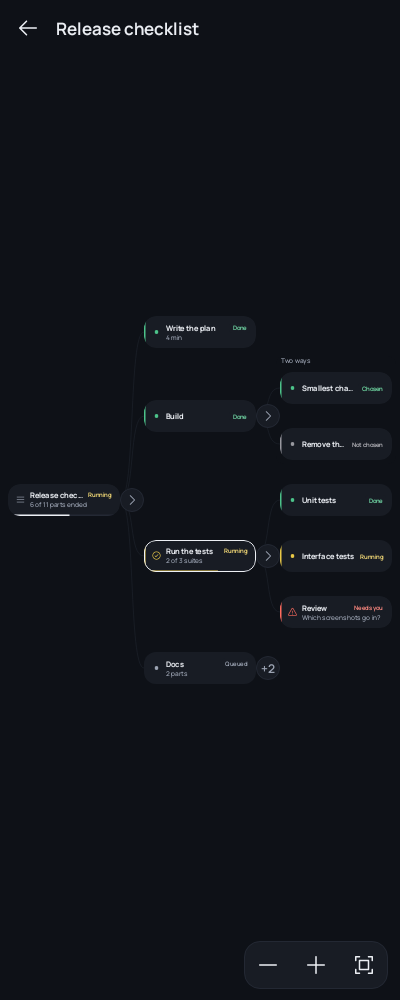 Release checklist
Write the plan
Done
4 min
Two ways
Smallest cha...
Chosen
Build
Done
Remove th...
Not chosen
Release chec...
Running
6 of 11 parts ended
Unit tests
Done
Run the tests
Running
2 of 3 suites
Interface tests
Running
Review
Needs you
Which screenshots go in?
Docs
Queued
2 parts
+2